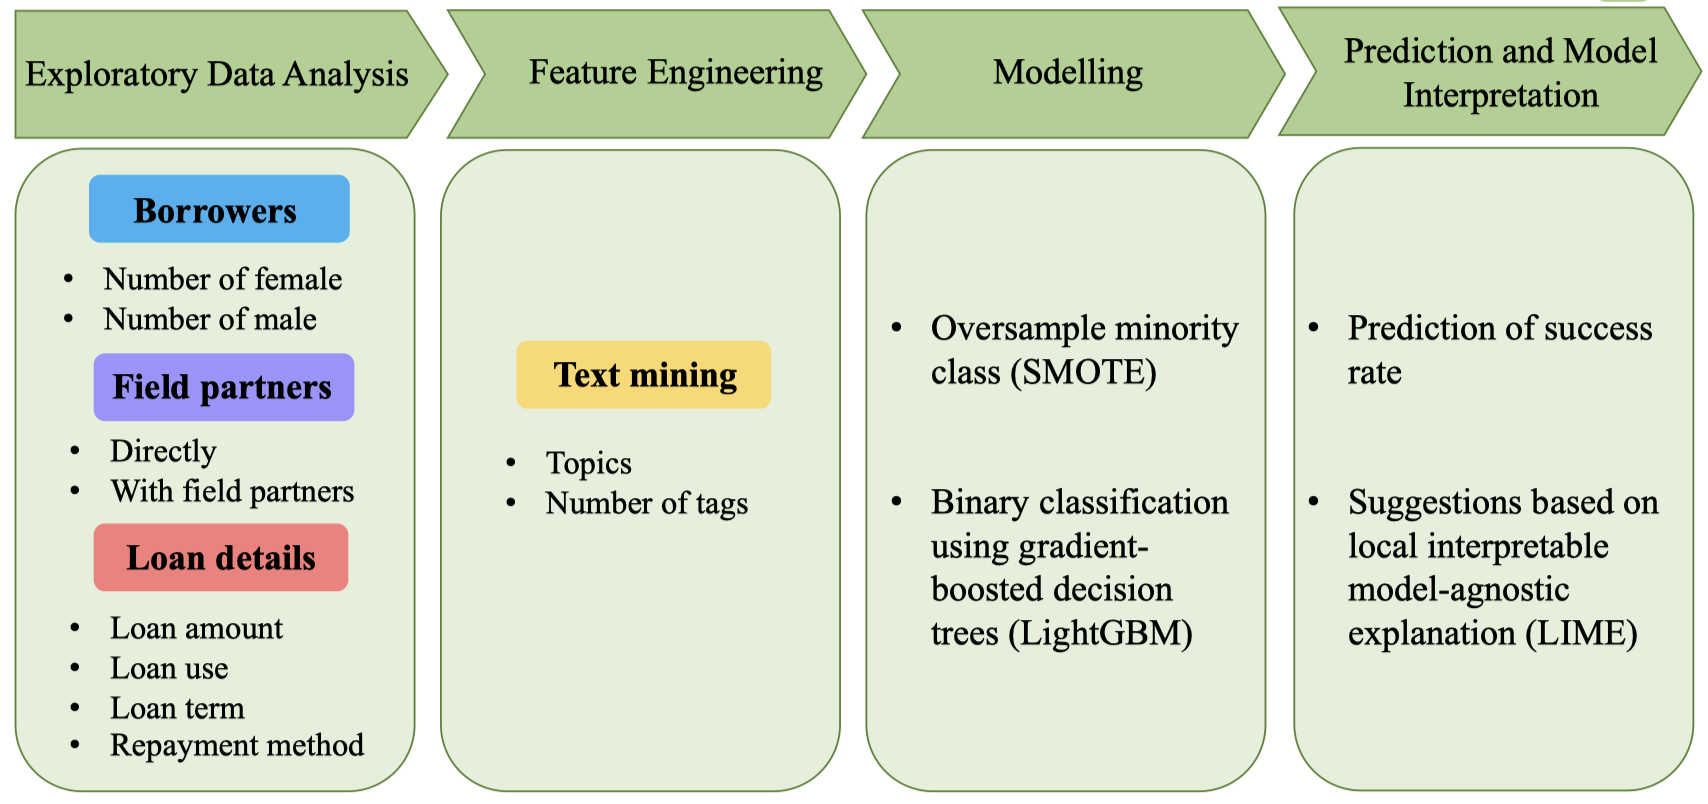 Exploratory Data Analysis
Feature Engineering
Modelling
Prediction and Model
Interpretation
Borrowers
• Number of female
• Number of male
Field partners
• Directly
• With field partners
Loan details
• Loan amount
• Loan use
• Loan term
• Repayment method
Text mining
• Topics
• Number of tags
• Oversample minority
class (SMOTE)
• Binary classification
using gradient-
boosted decision
trees (LightGBM)
• Prediction of success
rate
• Suggestions based on
local interpretable
model-agnostic
explanation (LIME)